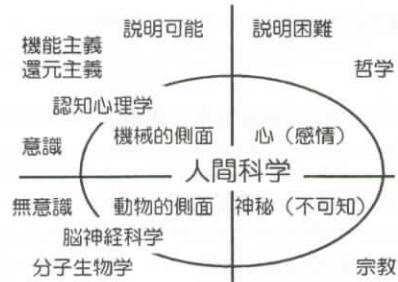 説明可能 説明困難
機能主義
還元主義
哲学
認知心理学
意識
機械的側面 心（感情）
人間科学
無意識 動物的側面 神秘（不可知）
脳神経科学
分子生物学
宗教